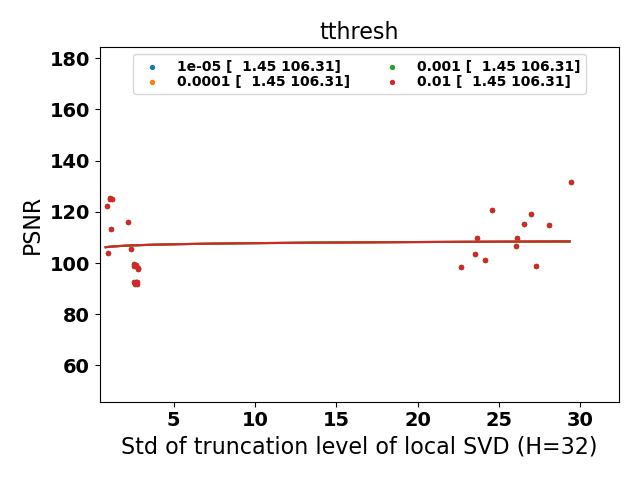 tthresh
1e-05 [  1.45 106.31]
0.0001 [  1.45 106.31]
0.001 [  1.45 106.31]
0.01 [  1.45 106.31]
PSNR
180
160
140
120
100
80
60
5 10 15 20 25 30
Std of truncation level of local SVD (H=32)